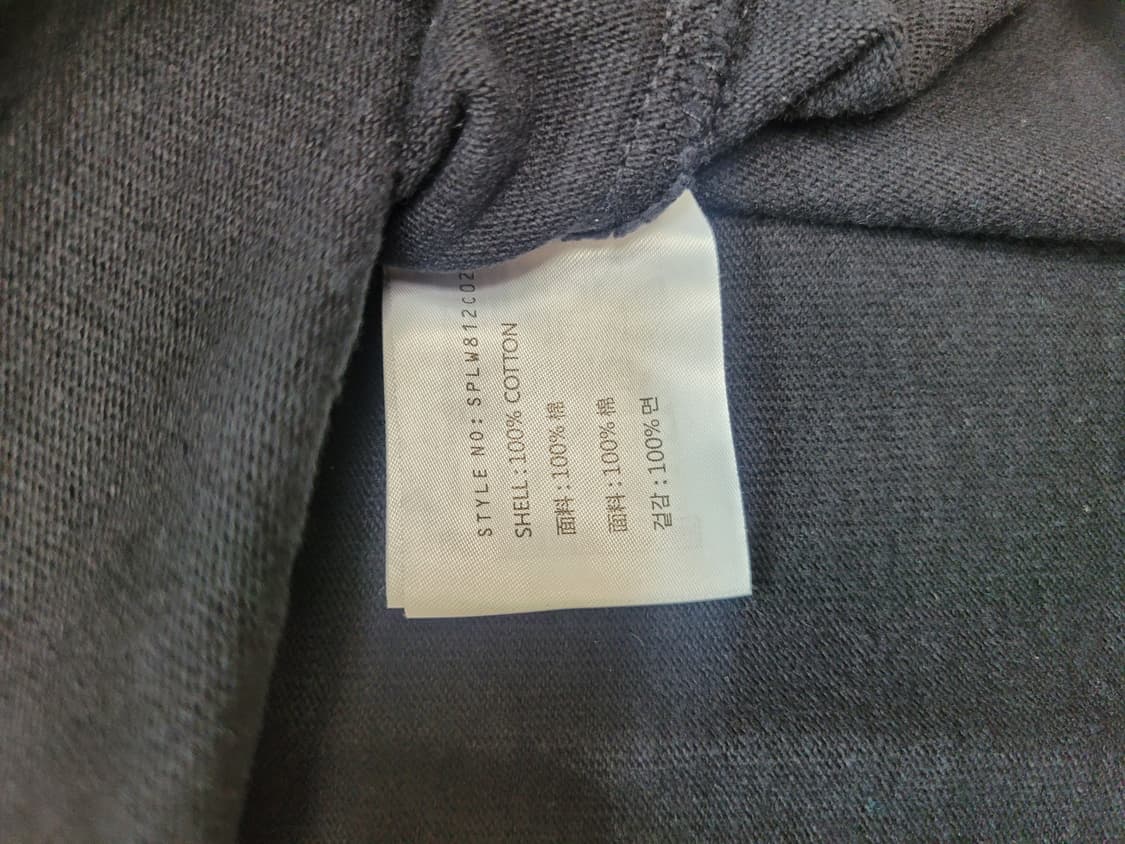 STYLE NO: SPLW812C02
SHELL : 100% COTTON
面料 : 100% 棉
面料 : 100% 棉
겉감 : 100% 면